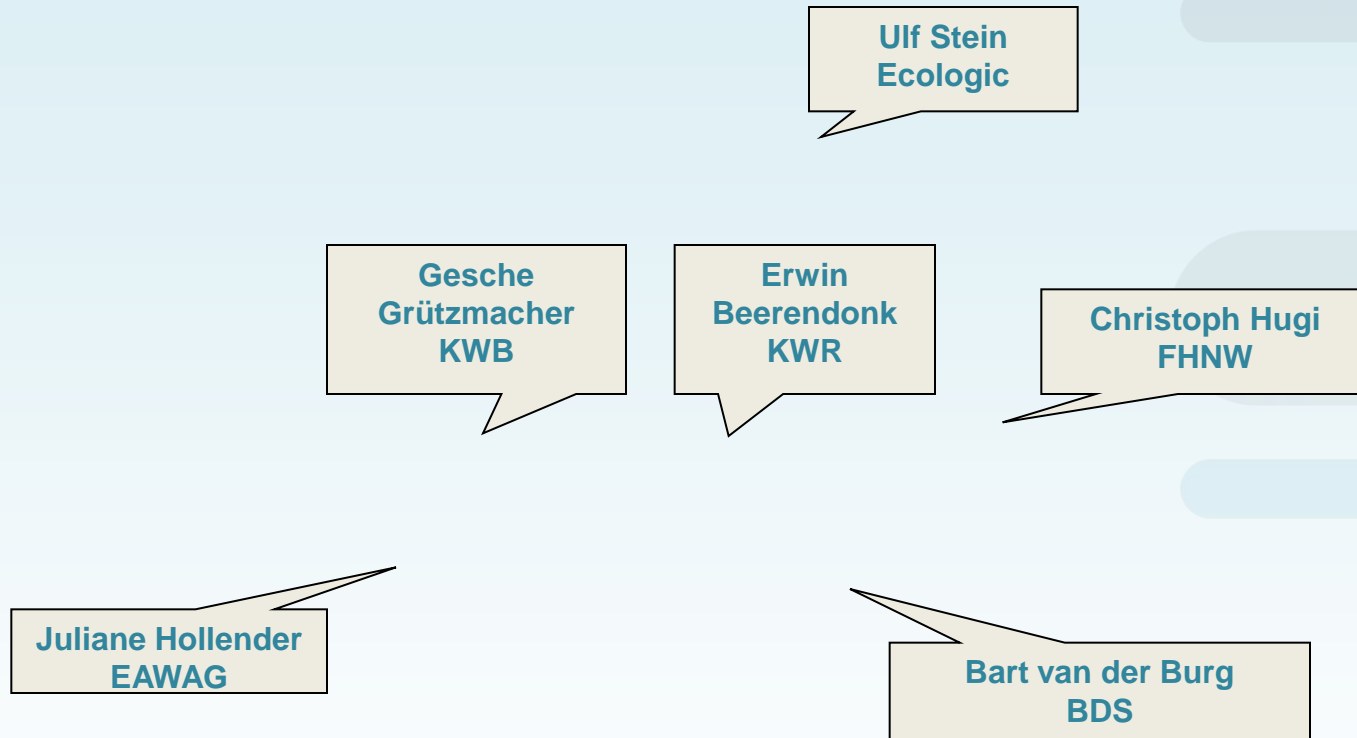 Ulf Stein
Ecologic
Gesche
Grützmacher
KWB
Erwin
Beerendonk
KWR
Christoph Hugi
FHNW
Juliane Hollender
EAWAG
Bart van der Burg
BDS